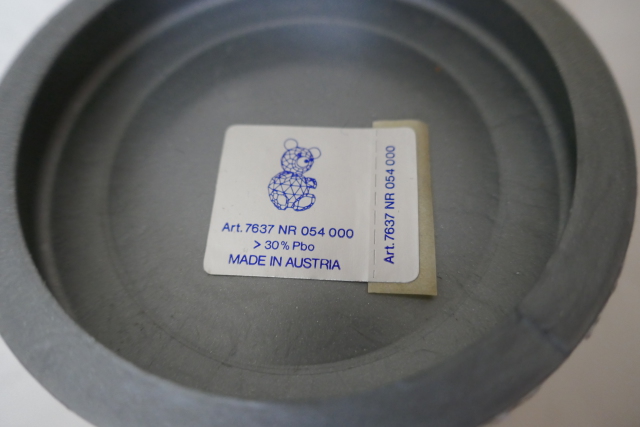 Art. 7637 NR 054 000
> 30% Pbo
MADE IN AUSTRIA
Art. 7637 NR 054 000